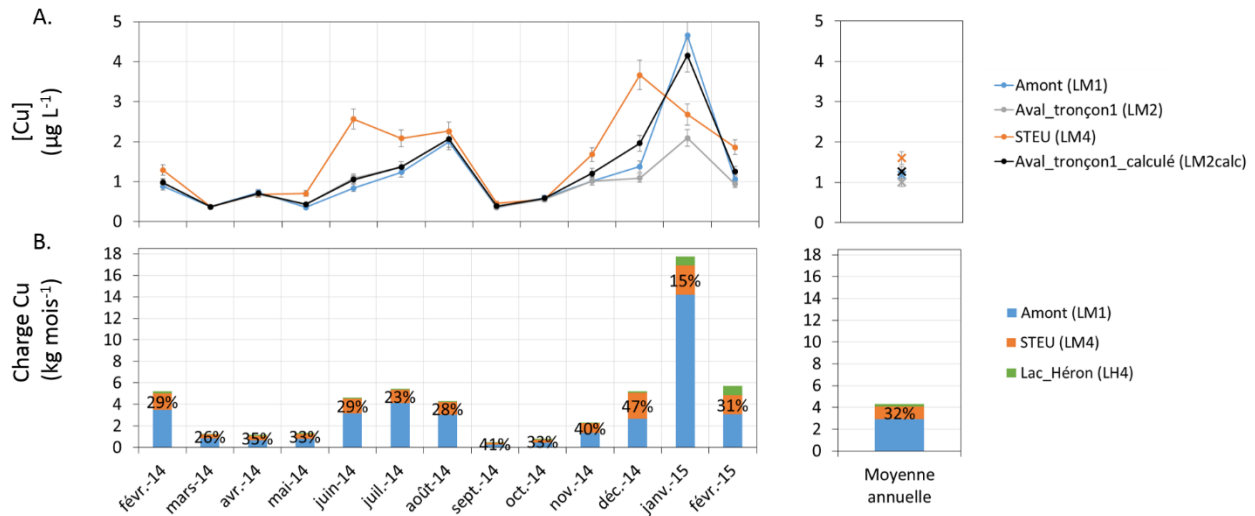 A.
[Cu]
(µg L-1)
5
4
3
2
1
0
5
4
3
2
1
0
Amont (LM1)
Aval_tronçon1 (LM2)
STEU (LM4)
Aval_tronçon1_calculé (LM2calc)
B.
Charge Cu
(kg mois-1)
18
16
14
12
10
8
6
4
2
0
29%
26%
35%
33%
29%
23%
28%
41%
33%
40%
47%
15%
31%
févr.-14
mars-14
avr.-14
mai-14
juin-14
juil.-14
août-14
sept.-14
oct.-14
nov.-14
déc.-14
janv.-15
févr.-15
18
16
14
12
10
8
6
4
2
0
32%
Moyenne
annuelle
Amont (LM1)
STEU (LM4)
Lac_Héron (LH4)